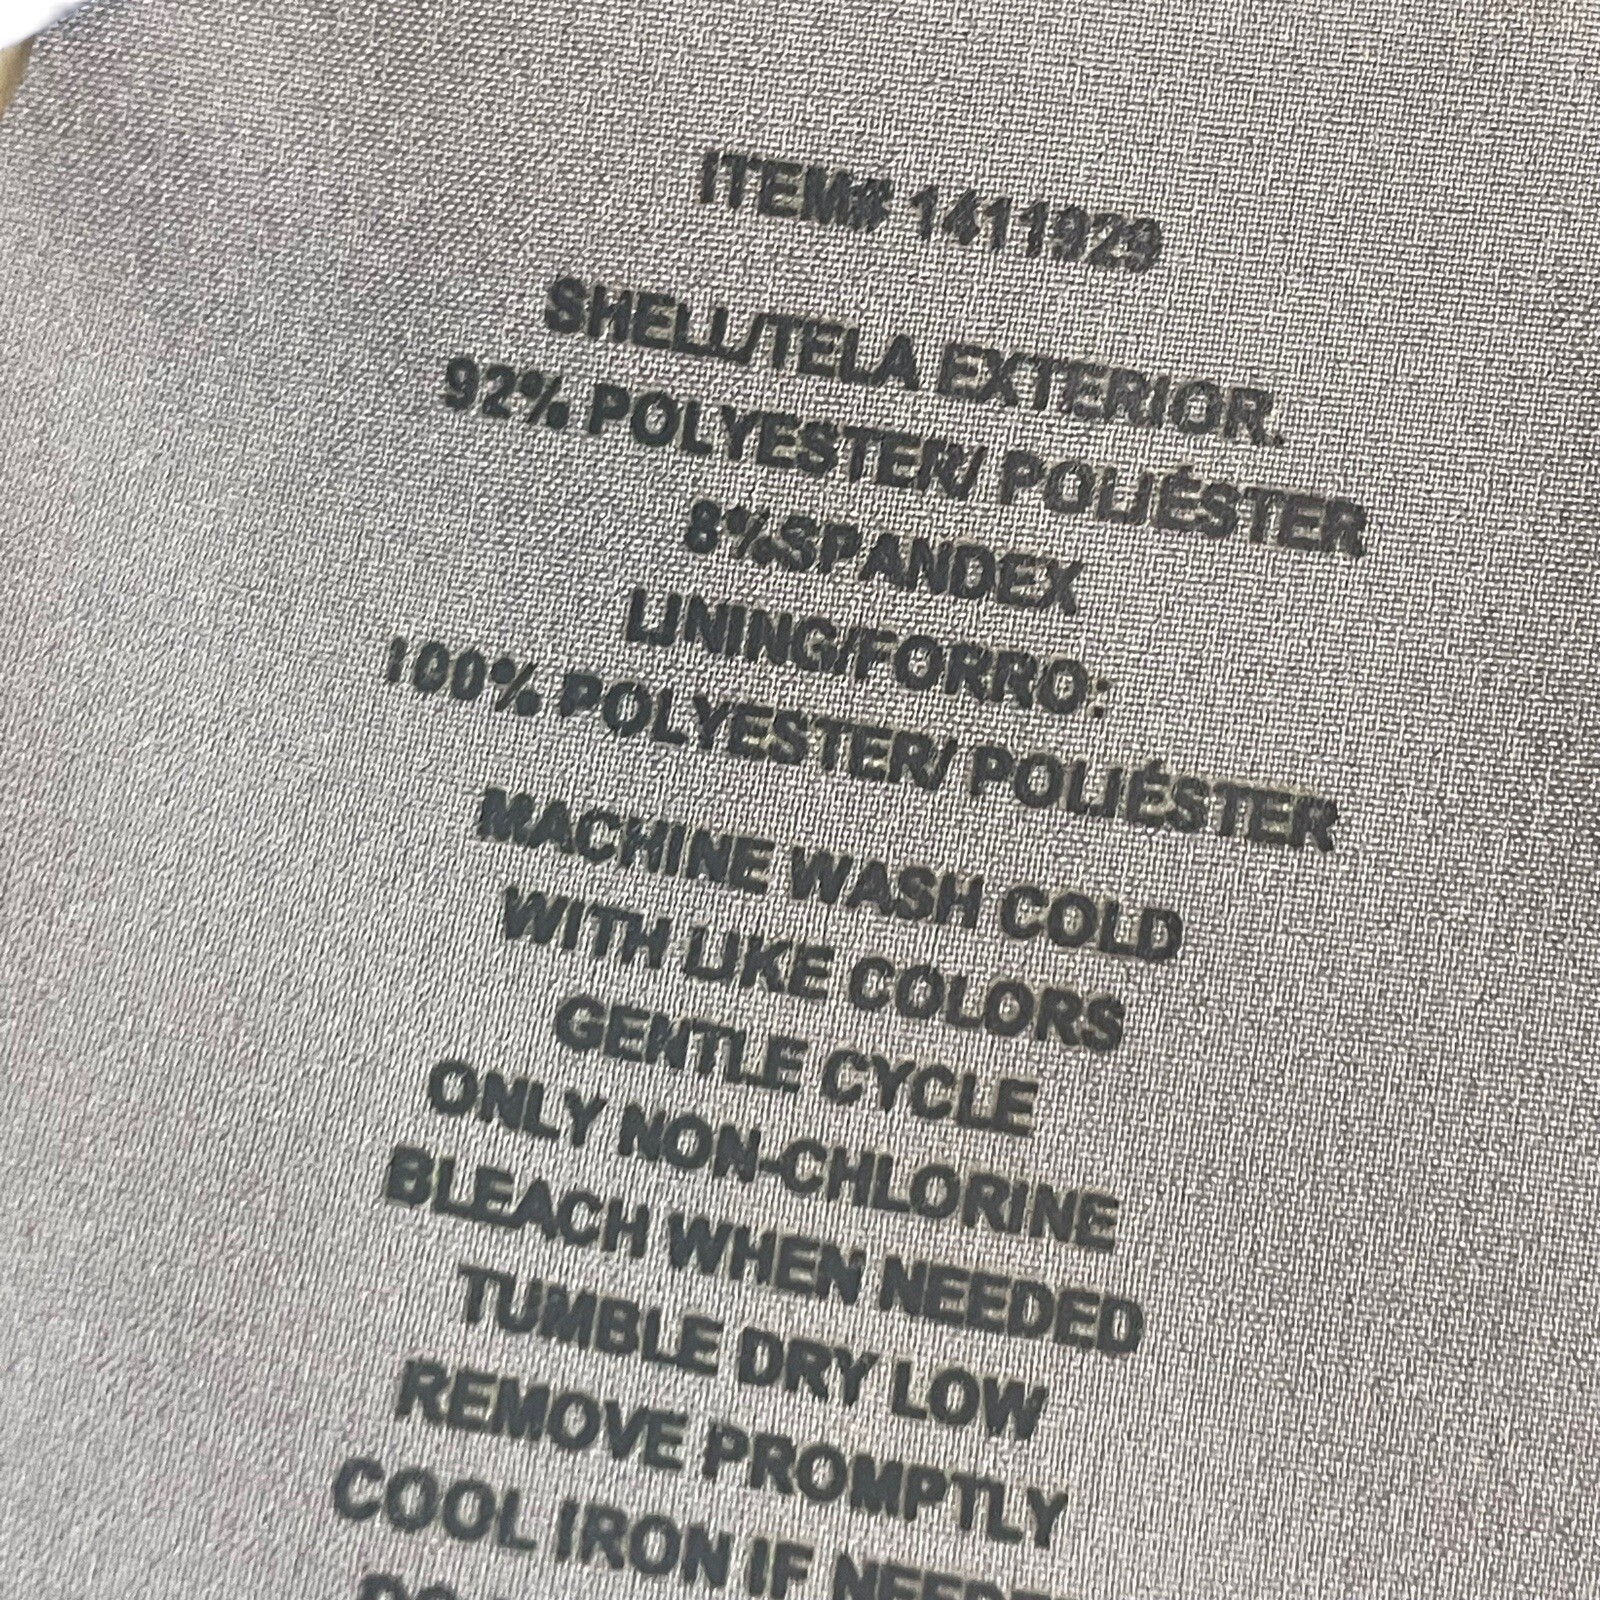 ITEM# 1411929
SHELL/TELA EXTERIOR.
92% POLYESTER/ POLIÉSTER
8%SPANDEX
LINING/FORRO:
100% POLYESTER/ POLIÉSTER
MACHINE WASH COLD
WITH LIKE COLORS
GENTLE CYCLE
ONLY NON-CHLORINE
BLEACH WHEN NEEDED
TUMBLE DRY LOW
REMOVE PROMPTLY
COOL IRON IF